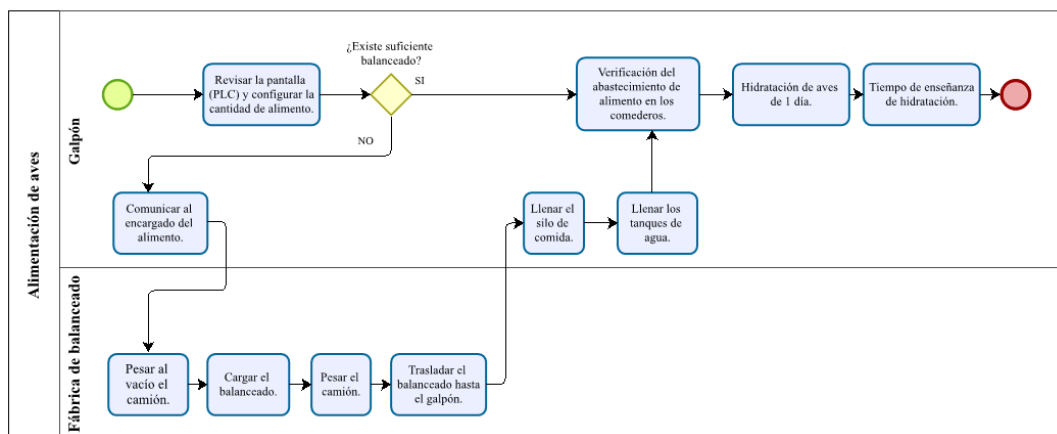 Alimentación de aves
Galpón
Revisar la pantalla
(PLC) y configurar la
cantidad de alimento.
¿Existe suficiente
balanceado?
SI
NO
Verificación del
abastecimiento de
alimento en los
comederos.
Hidratación de aves
de 1 día.
Tiempo de enseñanza
de hidratación.
Comunicar al
encargado del
alimento.
Llenar el
silo de
comida.
Llenar los
tanques de
agua.
Fábrica de balanceado
Pesar al
vacío el
camión.
Cargar el
balanceado.
Pesar el
camión.
Trasladar el
balanceado hasta
el galpón.